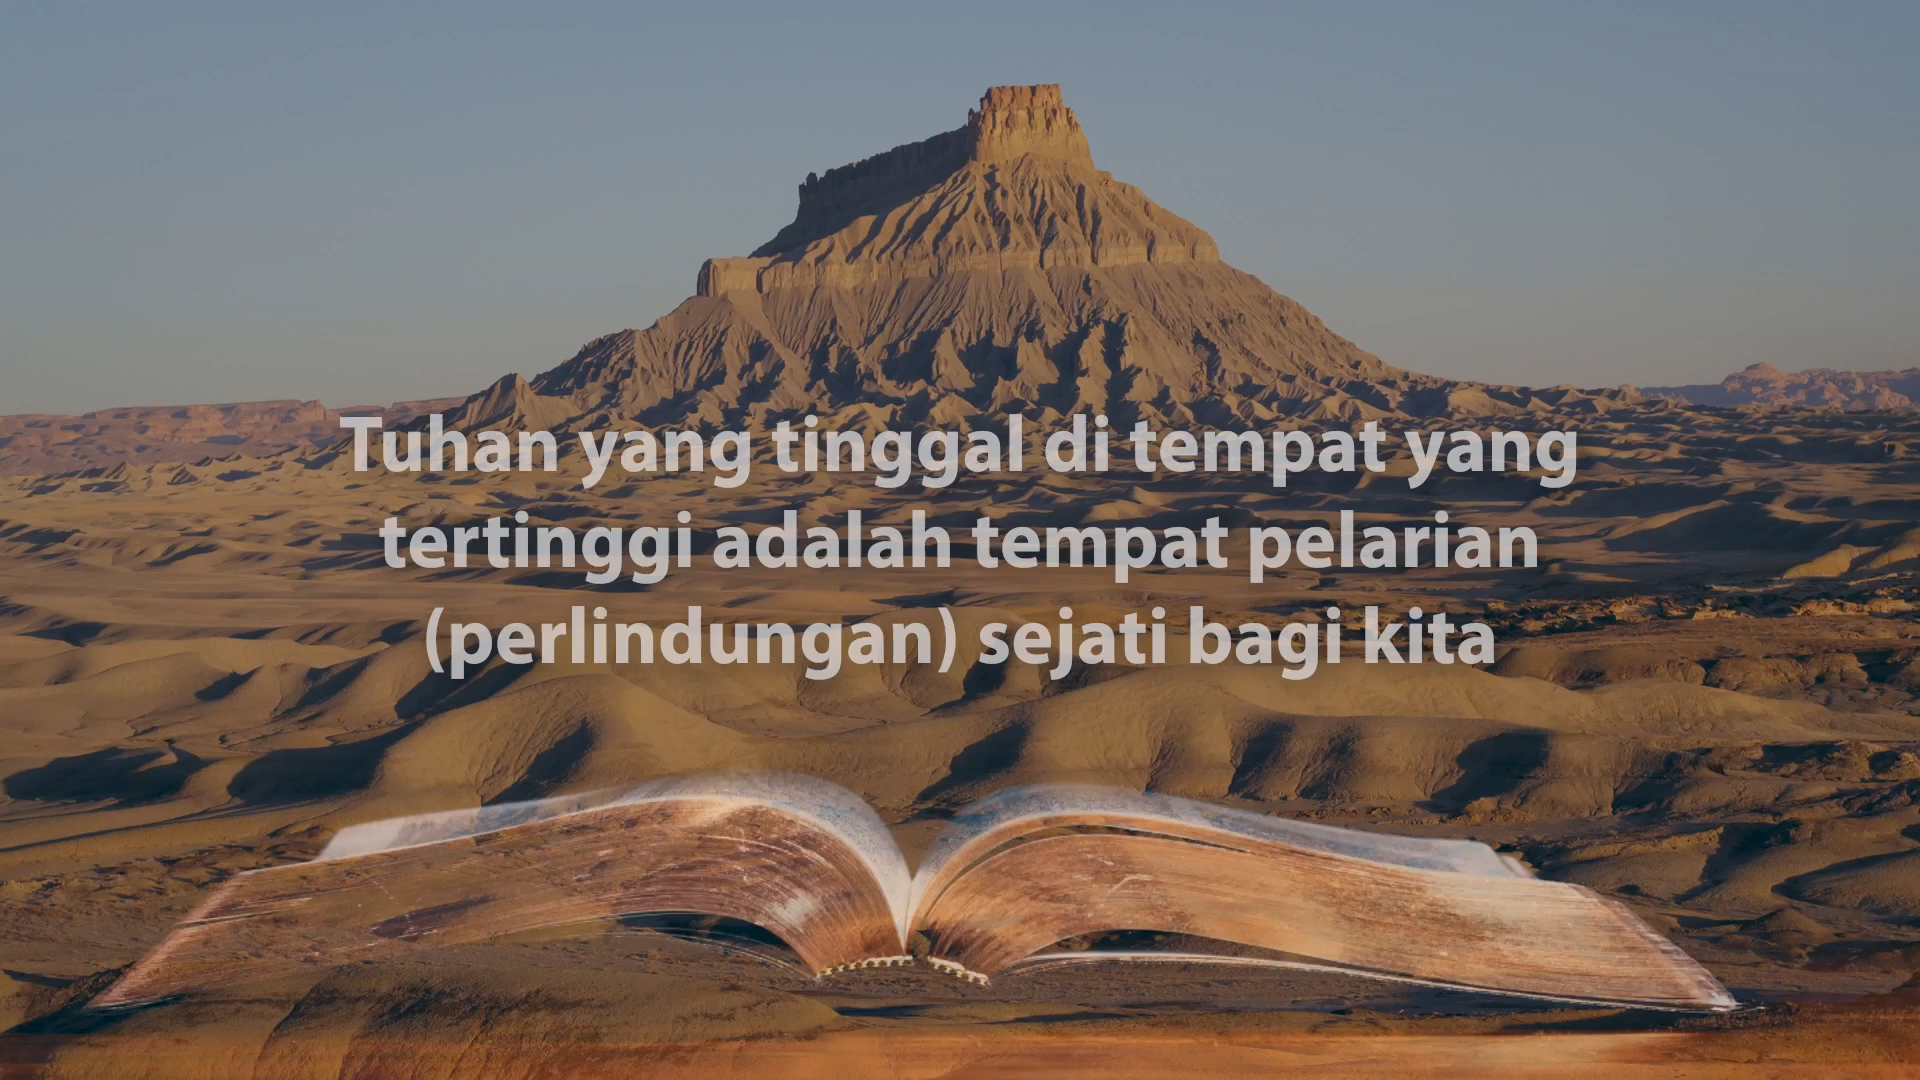 Tuhan yang tinggal di tempat yang
tertinggi adalah tempat pelarian
(perlindungan) sejati bagi kita